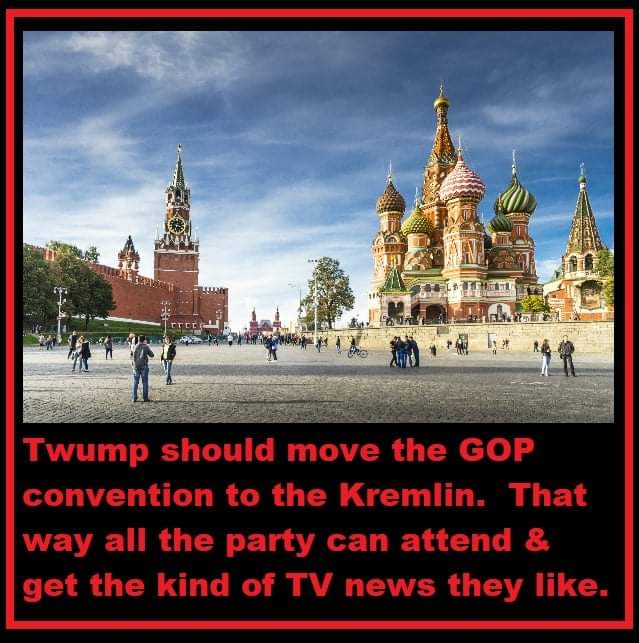 Twump should move the GOP
convention to the Kremlin.  That
way all the party can attend &
get the kind of TV news they like.